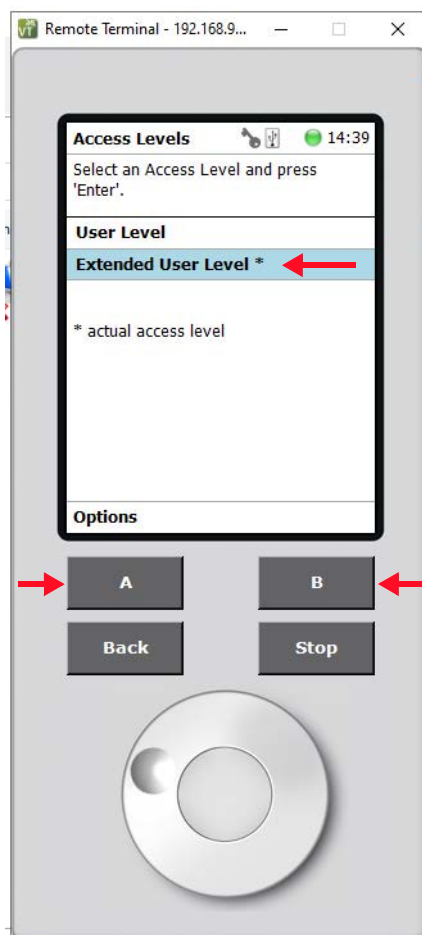 Remote Terminal - 192.168.9...
Access Levels 14:39
Select an Access Level and press
'Enter'.
User Level
Extended User Level *
* actual access level
Options
A B
Back Stop